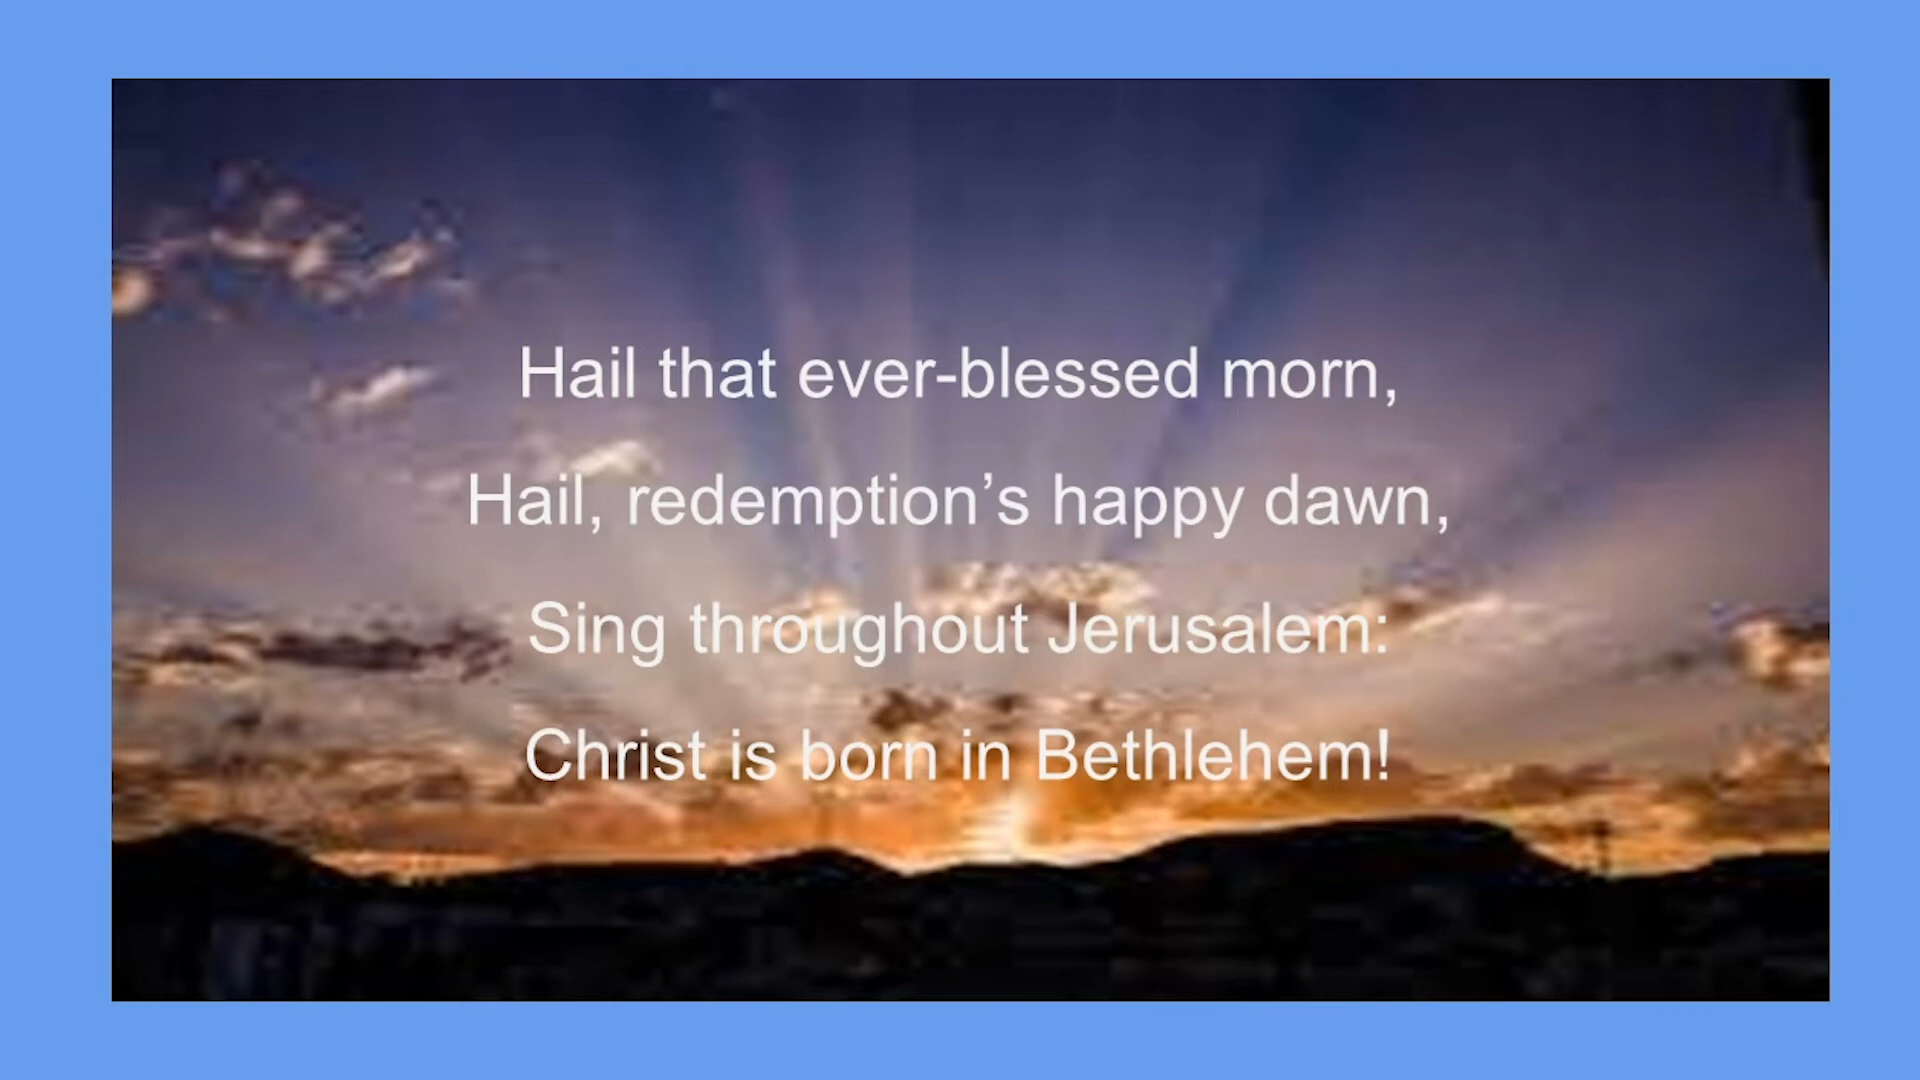 Hail that ever-blessed morn,
Hail, redemption’s happy dawn,
Sing throughout Jerusalem:
Christ is born in Bethlehem!